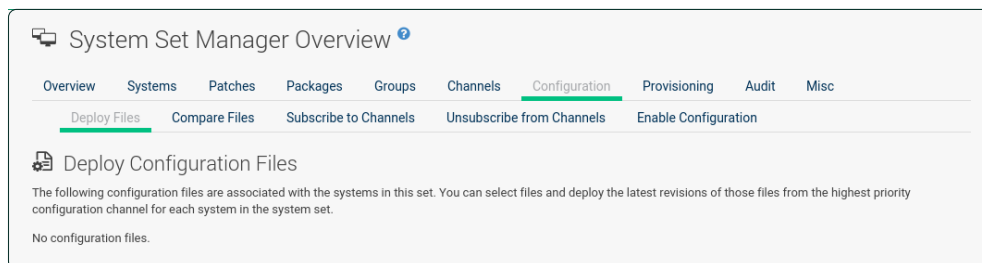 System Set Manager Overview ?
Overview Systems Patches Packages Groups Channels Configuration Provisioning Audit Misc
Deploy Files Compare Files Subscribe to Channels Unsubscribe from Channels Enable Configuration
Deploy Configuration Files
The following configuration files are associated with the systems in this set. You can select files and deploy the latest revisions of those files from the highest priority
configuration channel for each system in the system set.
No configuration files.